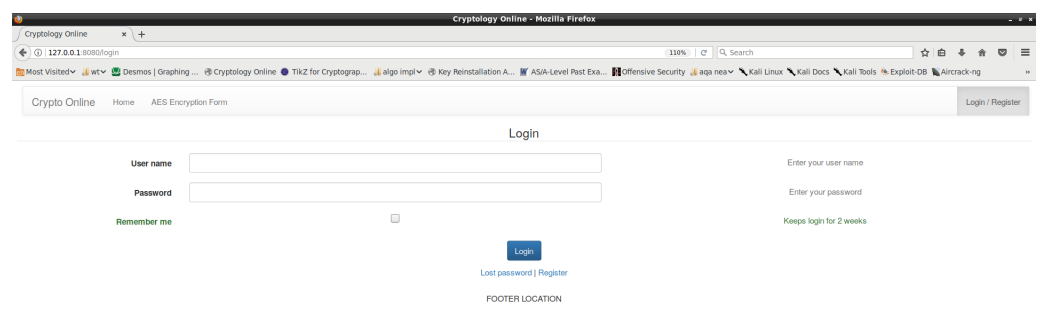 Cryptology Online - Mozilla Firefox
Cryptology Online × +
127.0.0.1:8080/login 110% C Search
Most Visited wt Desmos | Graphing ... Cryptology Online TikZ for Cryptograp... algo impl Key Reinstallation A... AS/A-Level Past Exa... Offensive Security aqa nea Kali Linux Kali Docs Kali Tools Exploit-DB Aircrack-ng »
Crypto Online Home AES Encryption Form Login / Register
Login
User name Enter your user name
Password Enter your password
Remember me Keeps login for 2 weeks
Login
Lost password | Register
FOOTER LOCATION